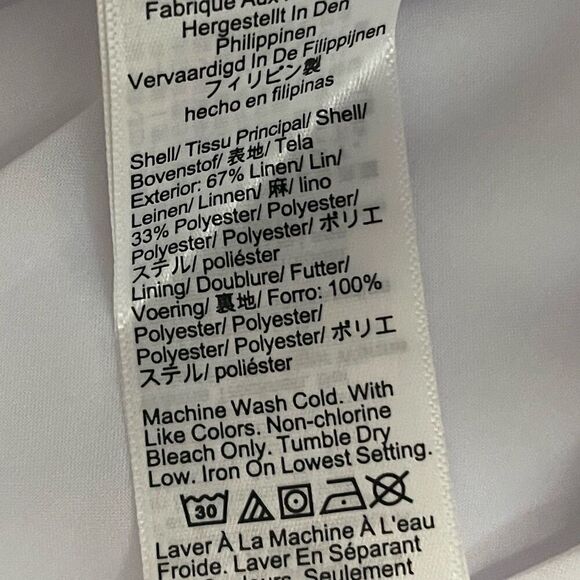 Fabrique Aux
Hergestellt In Den
Philippinen
Vervaardigd In De Filippijnen
フィリピン製
hecho en filipinas
Shell/ Tissu Principal/ Shell/
Bovenstof/ 表地/ Tela
Exterior: 67% Linen/ Lin/
Leinen/ Linnen/ 麻/ lino
33% Polyester/ Polyester/
Polyester/ Polyester/ ポリエ
ステル/ poliéster
Lining/ Doublure/ Futter/
Voering/ 裏地/ Forro: 100%
Polyester/ Polyester/
Polyester/ Polyester/ ポリエ
ステル/ poliéster
Machine Wash Cold. With
Like Colors. Non-chlorine
Bleach Only. Tumble Dry
Low. Iron On Lowest Setting.
30
Laver À La Machine À L'eau
Froide. Laver En Séparant
Couleurs. Seulement